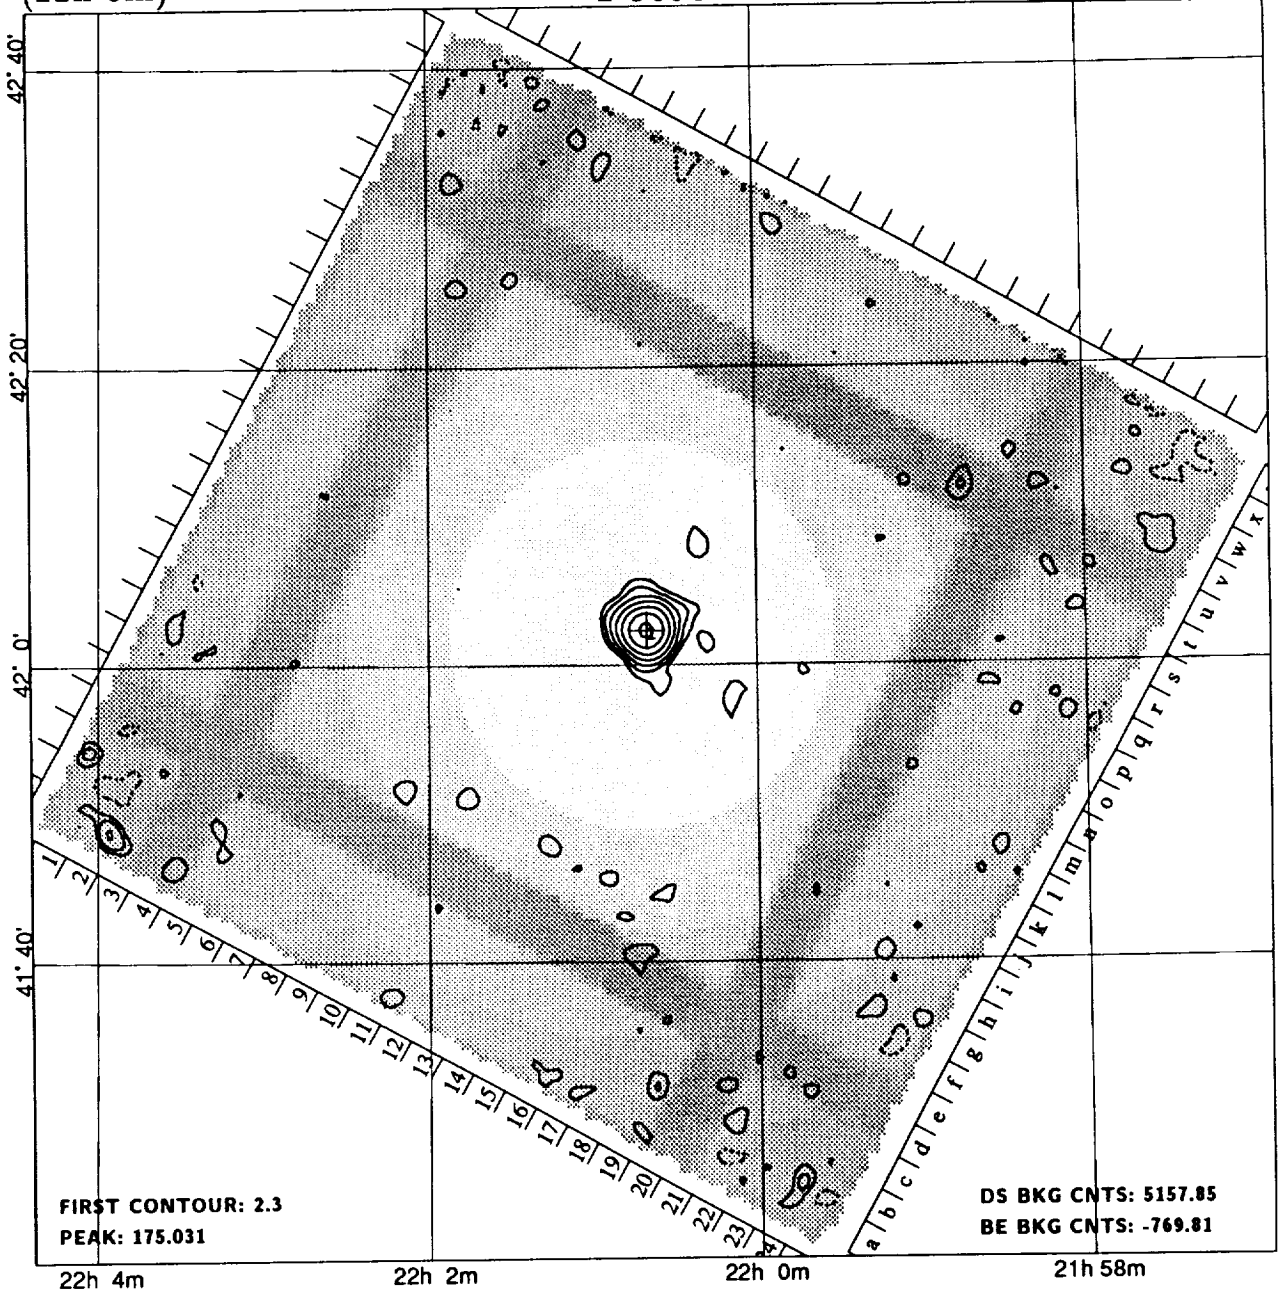 42° 40'
42° 20'
42° 0'
41° 40'
1 2 3 4 5 6 7 8 9 10 11 12 13 14 15 16 17 18 19 20 21 22 23 24
a b c d e f g h i j k l m n o p q r s t u v w x
FIRST CONTOUR: 2.3
PEAK: 175.031
DS BKG CNTS: 5157.85
BE BKG CNTS: -769.81
22h 4m 22h 2m 22h 0m 21h 58m